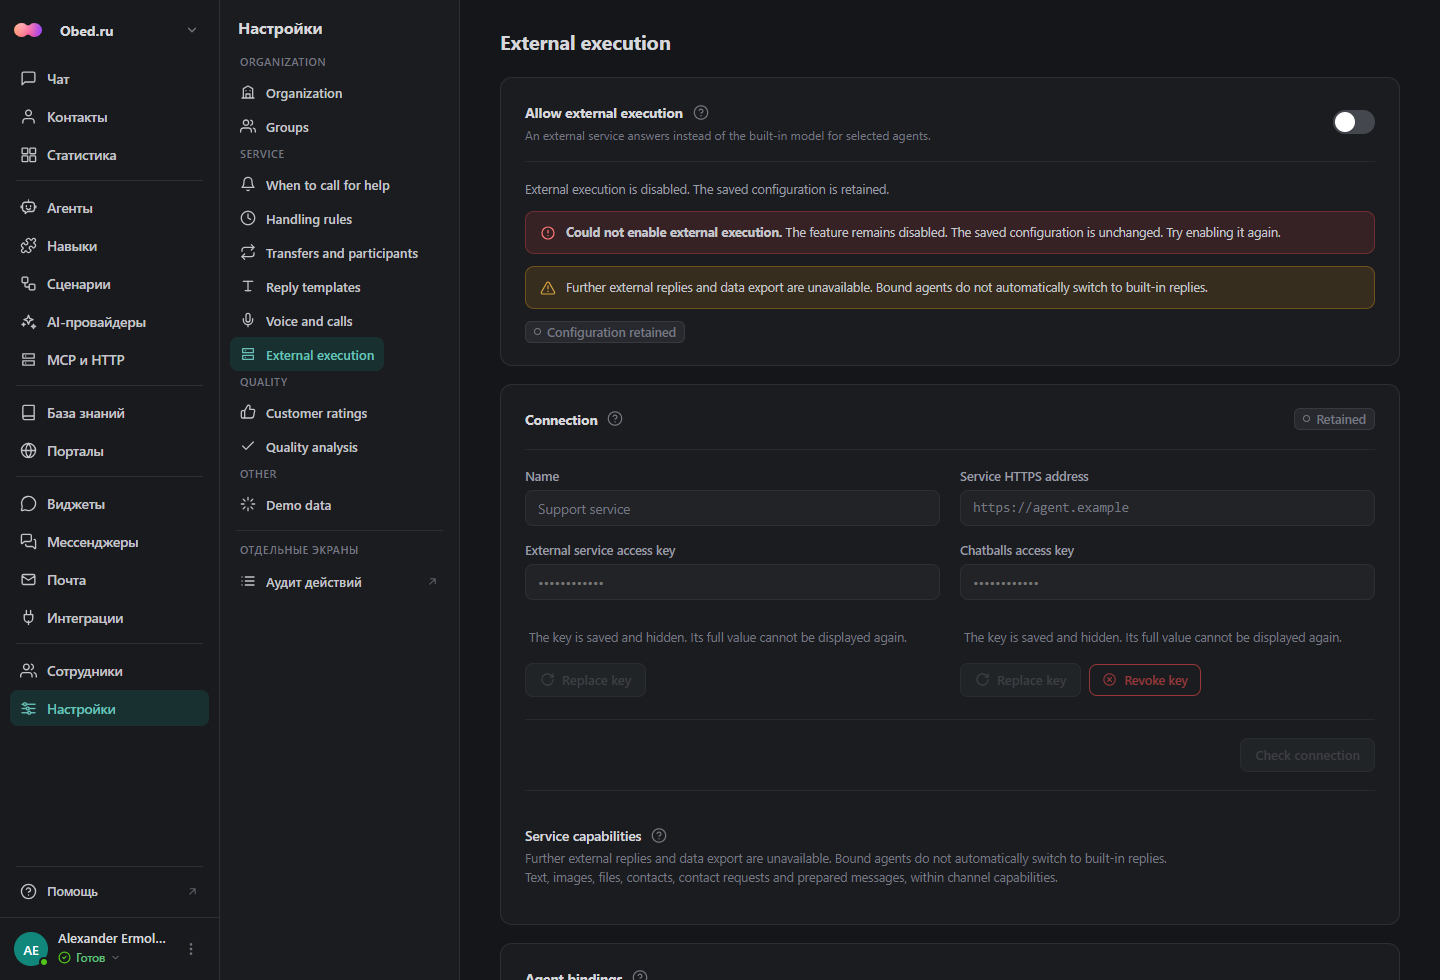 Obed.ru
Чат
Контакты
Статистика
Агенты
Навыки
Сценарии
AI-провайдеры
MCP и HTTP
База знаний
Порталы
Виджеты
Мессенджеры
Почта
Интеграции
Сотрудники
Настройки
Помощь
AE
Alexander Ermol...
Готов
Настройки
ORGANIZATION
Organization
Groups
SERVICE
When to call for help
Handling rules
Transfers and participants
Reply templates
Voice and calls
External execution
QUALITY
Customer ratings
Quality analysis
OTHER
Demo data
ОТДЕЛЬНЫЕ ЭКРАНЫ
Аудит действий
External execution
Allow external execution
An external service answers instead of the built-in model for selected agents.
External execution is disabled. The saved configuration is retained.
Could not enable external execution. The feature remains disabled. The saved configuration is unchanged. Try enabling it again.
Further external replies and data export are unavailable. Bound agents do not automatically switch to built-in replies.
Configuration retained
Connection
Retained
Name
Service HTTPS address
Support service
https://agent.example
External service access key
Chatballs access key
••••••••••••
••••••••••••
The key is saved and hidden. Its full value cannot be displayed again.
The key is saved and hidden. Its full value cannot be displayed again.
Replace key
Replace key
Revoke key
Check connection
Service capabilities
Further external replies and data export are unavailable. Bound agents do not automatically switch to built-in replies.
Text, images, files, contacts, contact requests and prepared messages, within channel capabilities.
Agent bindings